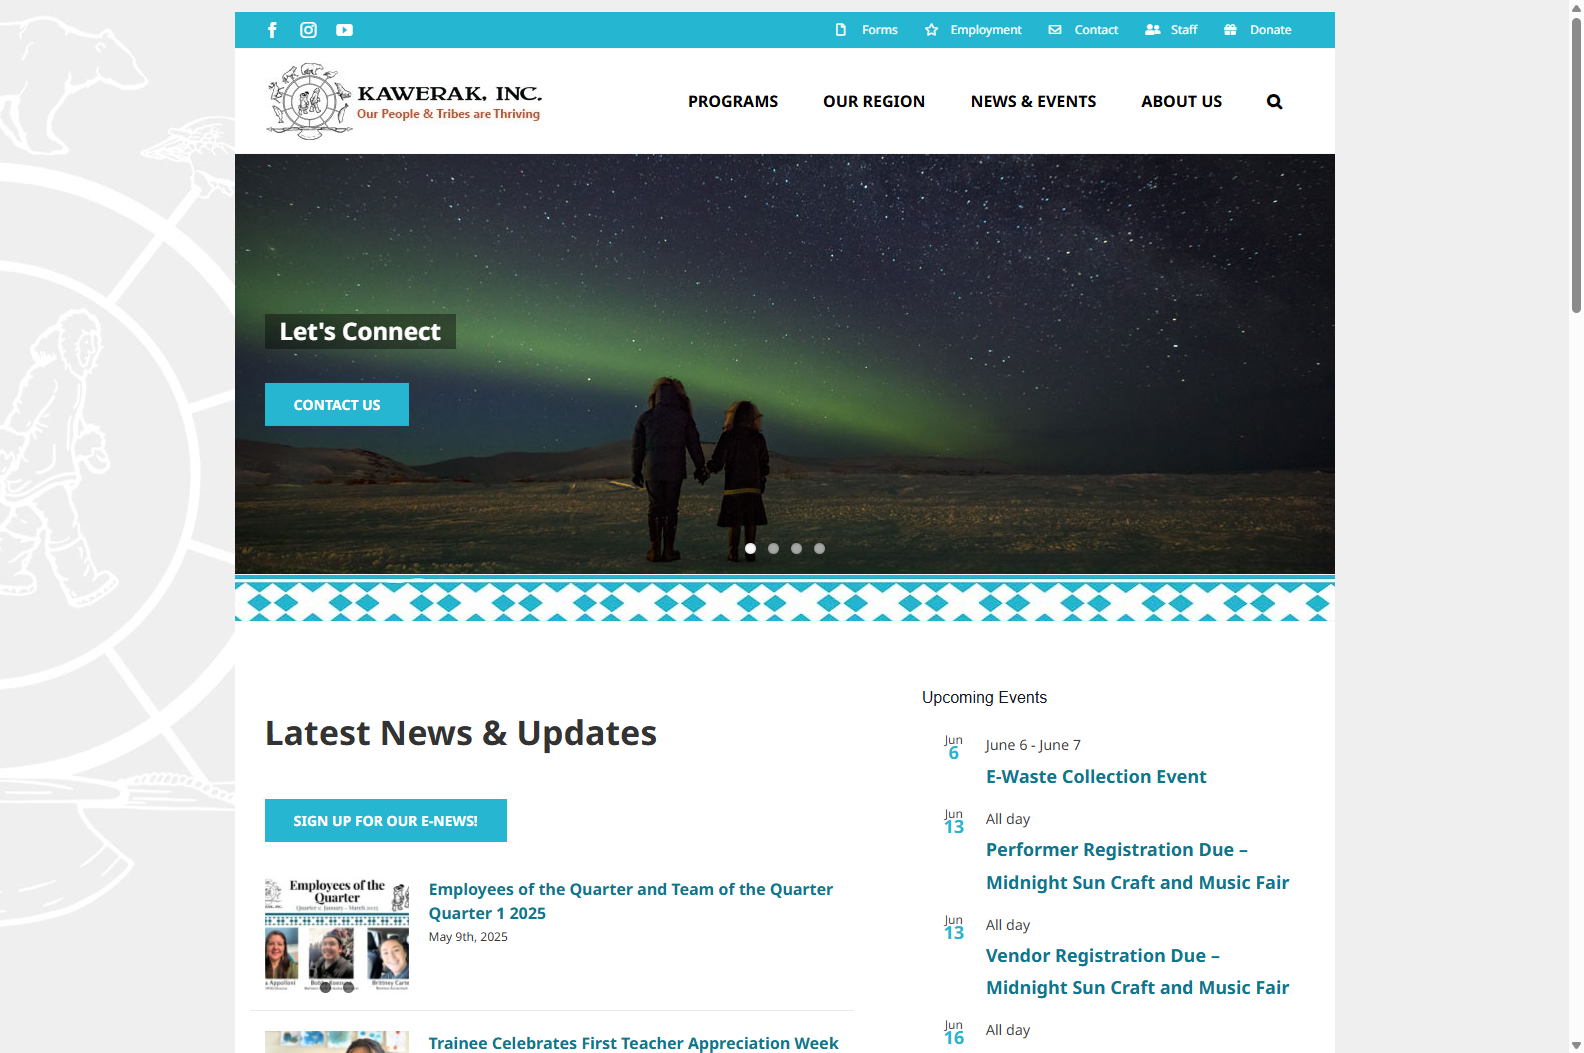 Forms
Employment
Contact
Staff
Donate
KAWERAK, INC.
Our People & Tribes are Thriving
PROGRAMS
OUR REGION
NEWS & EVENTS
ABOUT US
Let's Connect
CONTACT US
Latest News & Updates
SIGN UP FOR OUR E-NEWS!
Employees of the
Quarter
Quarter 1: January - March 2025
Employees of the Quarter and Team of the Quarter
Quarter 1 2025
May 9th, 2025
Trainee Celebrates First Teacher Appreciation Week
Upcoming Events
Jun
6
June 6 - June 7
E-Waste Collection Event
Jun
13
All day
Performer Registration Due –
Midnight Sun Craft and Music Fair
Jun
13
All day
Vendor Registration Due –
Midnight Sun Craft and Music Fair
Jun
16
All day